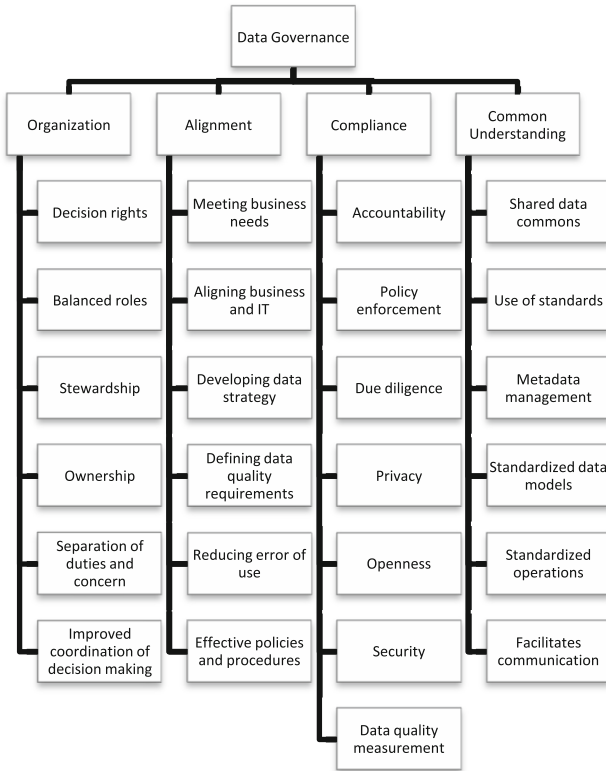 Data Governance
Organization
Alignment
Compliance
Common
Understanding
Decision rights
Balanced roles
Stewardship
Ownership
Separation of
duties and
concern
Improved
coordination of
decision making
Meeting business
needs
Aligning business
and IT
Developing data
strategy
Defining data
quality
requirements
Reducing error of
use
Effective policies
and procedures
Accountability
Policy
enforcement
Due diligence
Privacy
Openness
Security
Data quality
measurement
Shared data
commons
Use of standards
Metadata
management
Standardized data
models
Standardized
operations
Facilitates
communication